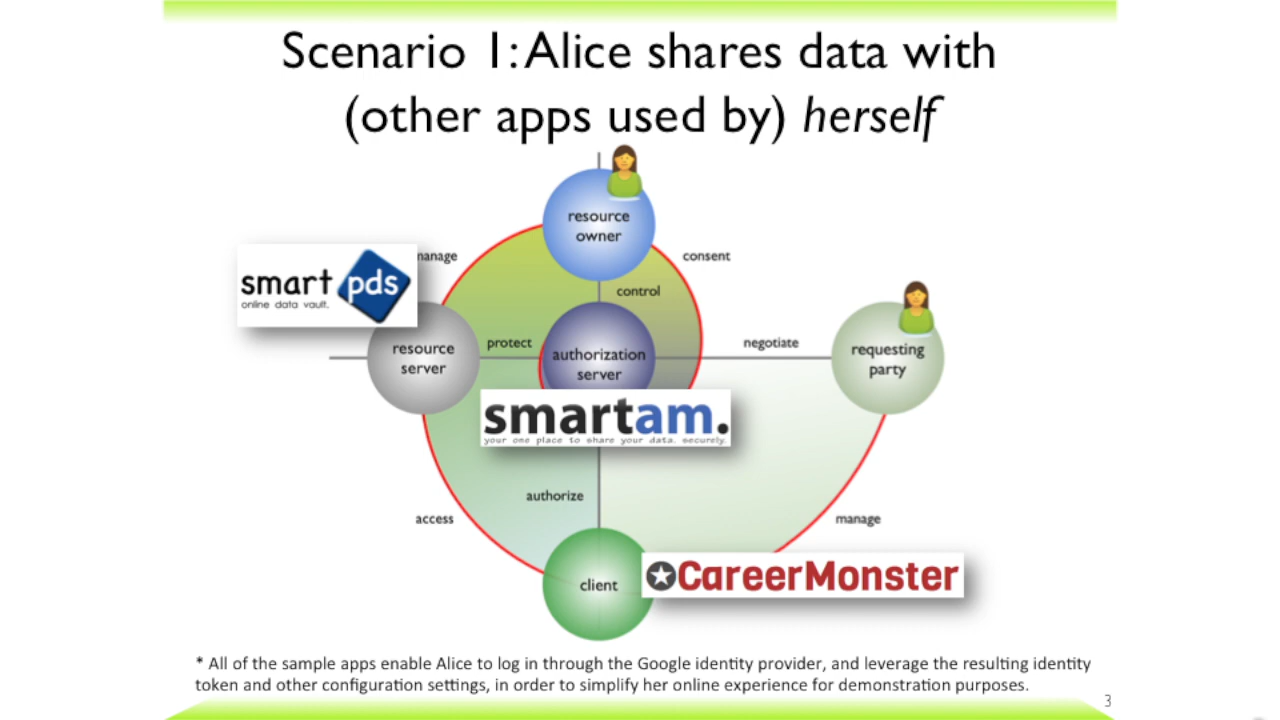 Scenario 1: Alice shares data with
(other apps used by) herself
resource
owner
manage
consent
smart pds
online data vault.
control
protect
negotiate
resource
server
authorization
server
requesting
party
smartam.
your one place to share your data. securely.
authorize
access
manage
client
CareerMonster
* All of the sample apps enable Alice to log in through the Google identity provider, and leverage the resulting identity
token and other configuration settings, in order to simplify her online experience for demonstration purposes.
3